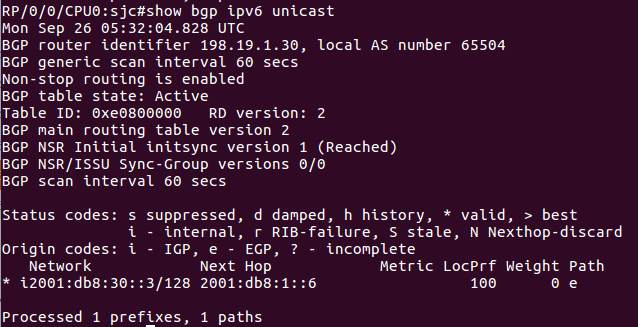 RP/0/0/CPU0:sjc#show bgp ipv6 unicast
Mon Sep 26 05:32:04.828 UTC
BGP router identifier 198.19.1.30, local AS number 65504
BGP generic scan interval 60 secs
Non-stop routing is enabled
BGP table state: Active
Table ID: 0xe0800000   RD version: 2
BGP main routing table version 2
BGP NSR Initial initsync version 1 (Reached)
BGP NSR/ISSU Sync-Group versions 0/0
BGP scan interval 60 secs

Status codes: s suppressed, d damped, h history, * valid, > best
              i - internal, r RIB-failure, S stale, N Nexthop-discard
Origin codes: i - IGP, e - EGP, ? - incomplete
   Network            Next Hop            Metric LocPrf Weight Path
* i2001:db8:30::3/128 2001:db8:1::6                 100      0 e

Processed 1 prefixes, 1 paths